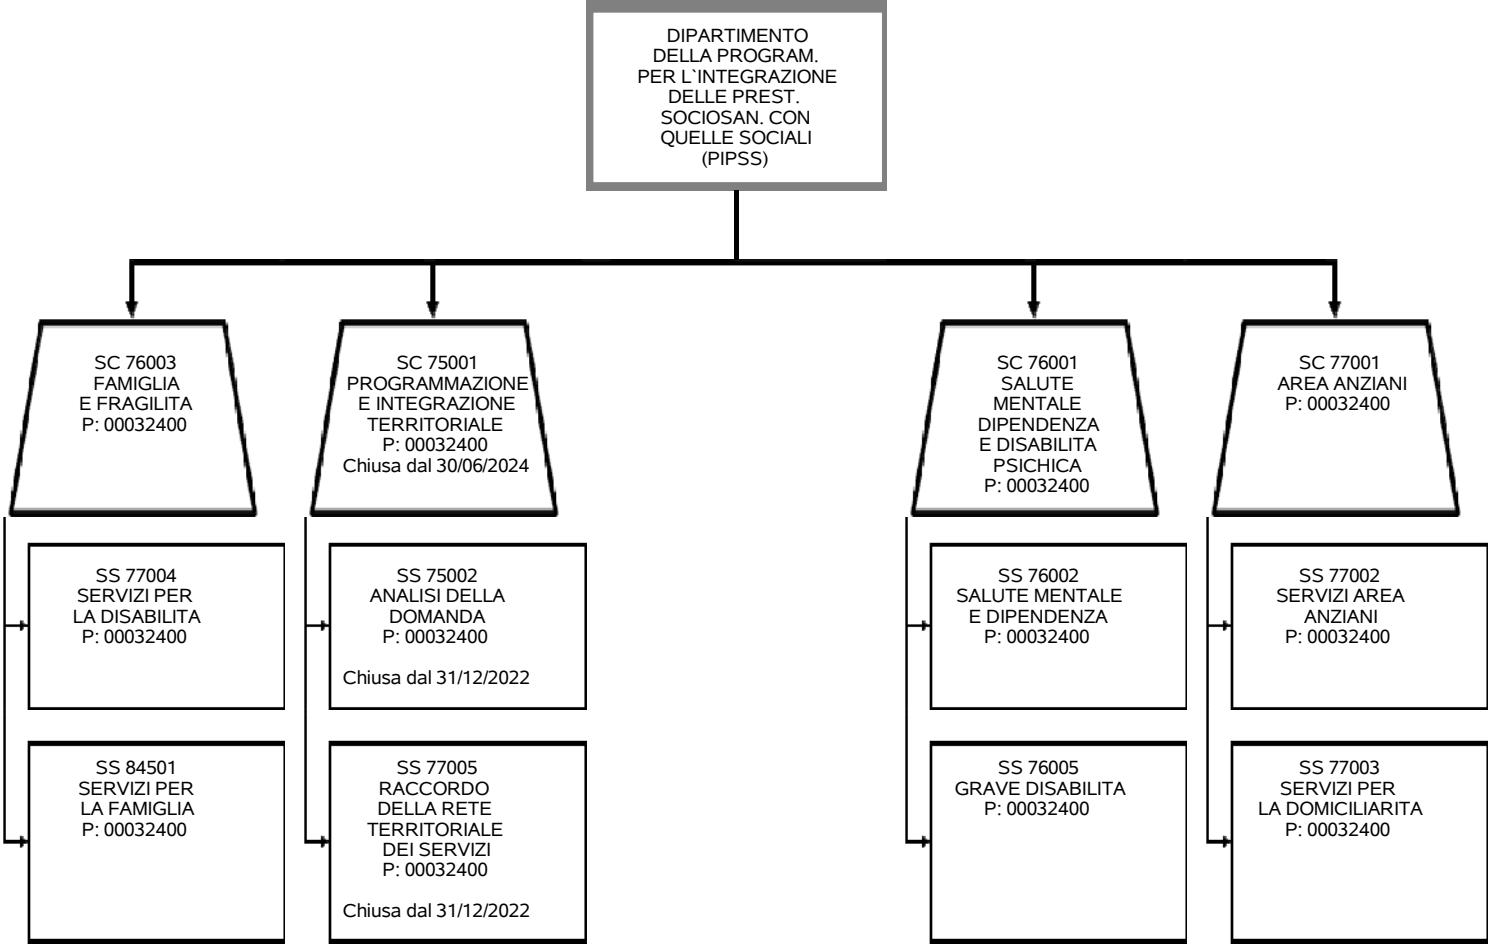 DIPARTIMENTO
DELLA PROGRAM.
PER L`INTEGRAZIONE
DELLE PREST.
SOCIOSAN. CON
QUELLE SOCIALI
(PIPSS)
SC 76003
FAMIGLIA
E FRAGILITA
P: 00032400
SC 75001
PROGRAMMAZIONE
E INTEGRAZIONE
TERRITORIALE
P: 00032400
Chiusa dal 30/06/2024
SC 76001
SALUTE
MENTALE
DIPENDENZA
E DISABILITA
PSICHICA
P: 00032400
SC 77001
AREA ANZIANI
P: 00032400
SS 77004
SERVIZI PER
LA DISABILITA
P: 00032400
SS 75002
ANALISI DELLA
DOMANDA
P: 00032400
Chiusa dal 31/12/2022
SS 76002
SALUTE MENTALE
E DIPENDENZA
P: 00032400
SS 77002
SERVIZI AREA
ANZIANI
P: 00032400
SS 84501
SERVIZI PER
LA FAMIGLIA
P: 00032400
SS 77005
RACCORDO
DELLA RETE
TERRITORIALE
DEI SERVIZI
P: 00032400
Chiusa dal 31/12/2022
SS 76005
GRAVE DISABILITA
P: 00032400
SS 77003
SERVIZI PER
LA DOMICILIARITA
P: 00032400